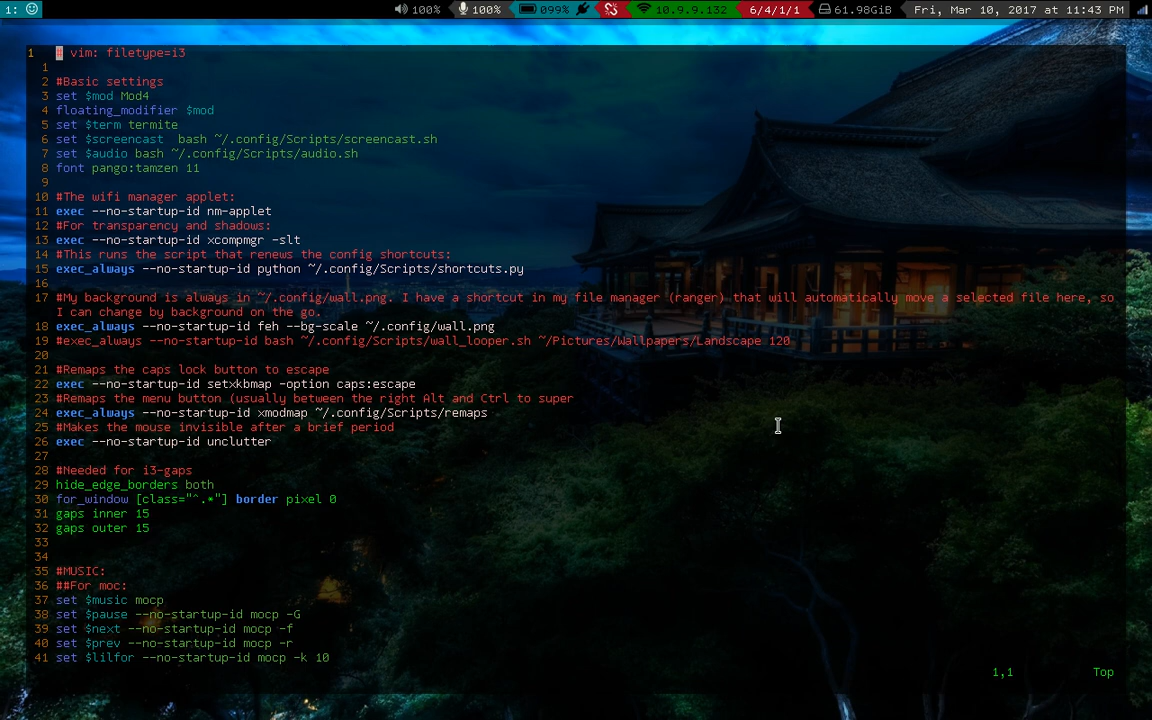 1: 100% 100% 099% 10.9.9.132 6/4/1/1 61.98GiB Fri, Mar 10, 2017 at 11:43 PM
1 # vim: filetype=i3
1
2 #Basic settings
3 set $mod Mod4
4 floating_modifier $mod
5 set $term termite
6 set $screencast  bash ~/.config/Scripts/screencast.sh
7 set $audio bash ~/.config/Scripts/audio.sh
8 font pango:tamzen 11
9
10 #The wifi manager applet:
11 exec --no-startup-id nm-applet
12 #For transparency and shadows:
13 exec --no-startup-id xcompmgr -slt
14 #This runs the script that renews the config shortcuts:
15 exec_always --no-startup-id python ~/.config/Scripts/shortcuts.py
16
17 #My background is always in ~/.config/wall.png. I have a shortcut in my file manager (ranger) that will automatically move a selected file here, so
I can change by background on the go.
18 exec_always --no-startup-id feh --bg-scale ~/.config/wall.png
19 #exec_always --no-startup-id bash ~/.config/Scripts/wall_looper.sh ~/Pictures/Wallpapers/Landscape 120
20
21 #Remaps the caps lock button to escape
22 exec --no-startup-id setxkbmap -option caps:escape
23 #Remaps the menu button (usually between the right Alt and Ctrl to super
24 exec_always --no-startup-id xmodmap ~/.config/Scripts/remaps
25 #Makes the mouse invisible after a brief period
26 exec --no-startup-id unclutter
27
28 #Needed for i3-gaps
29 hide_edge_borders both
30 for_window [class="^.*"] border pixel 0
31 gaps inner 15
32 gaps outer 15
33
34
35 #MUSIC:
36 ##For moc:
37 set $music mocp
38 set $pause --no-startup-id mocp -G
39 set $next --no-startup-id mocp -f
40 set $prev --no-startup-id mocp -r
41 set $lilfor --no-startup-id mocp -k 10
1,1 Top